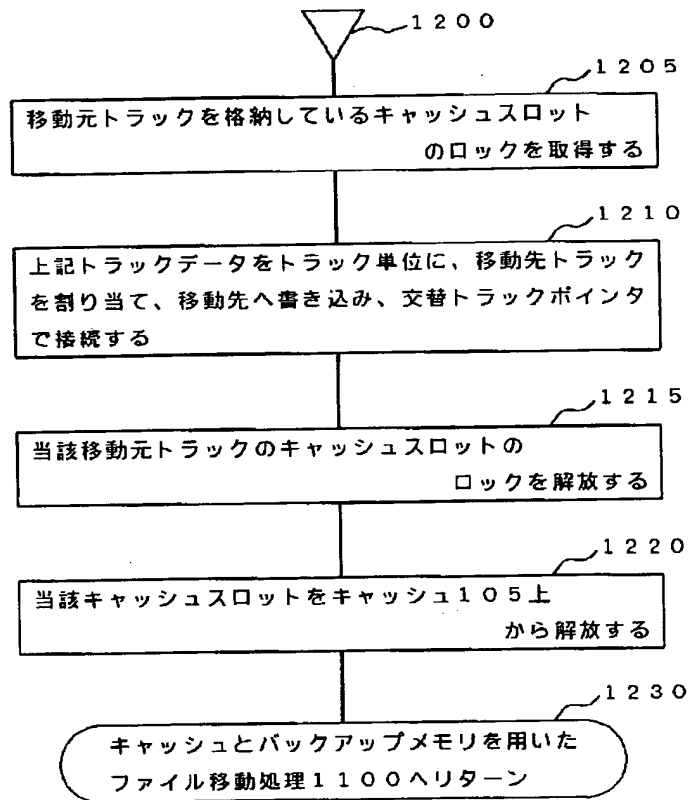 1200
1205
移動元トラックを格納しているキャッシュスロット
のロックを取得する
1210
上記トラックデータをトラック単位に、移動先トラック
を割り当て、移動先へ書き込み、交替トラックポインタ
で接続する
1215
当該移動元トラックのキャッシュスロットの
ロックを解放する
1220
当該キャッシュスロットをキャッシュ105上
から解放する
1230
キャッシュとバックアップメモリを用いた
ファイル移動処理1100へリターン